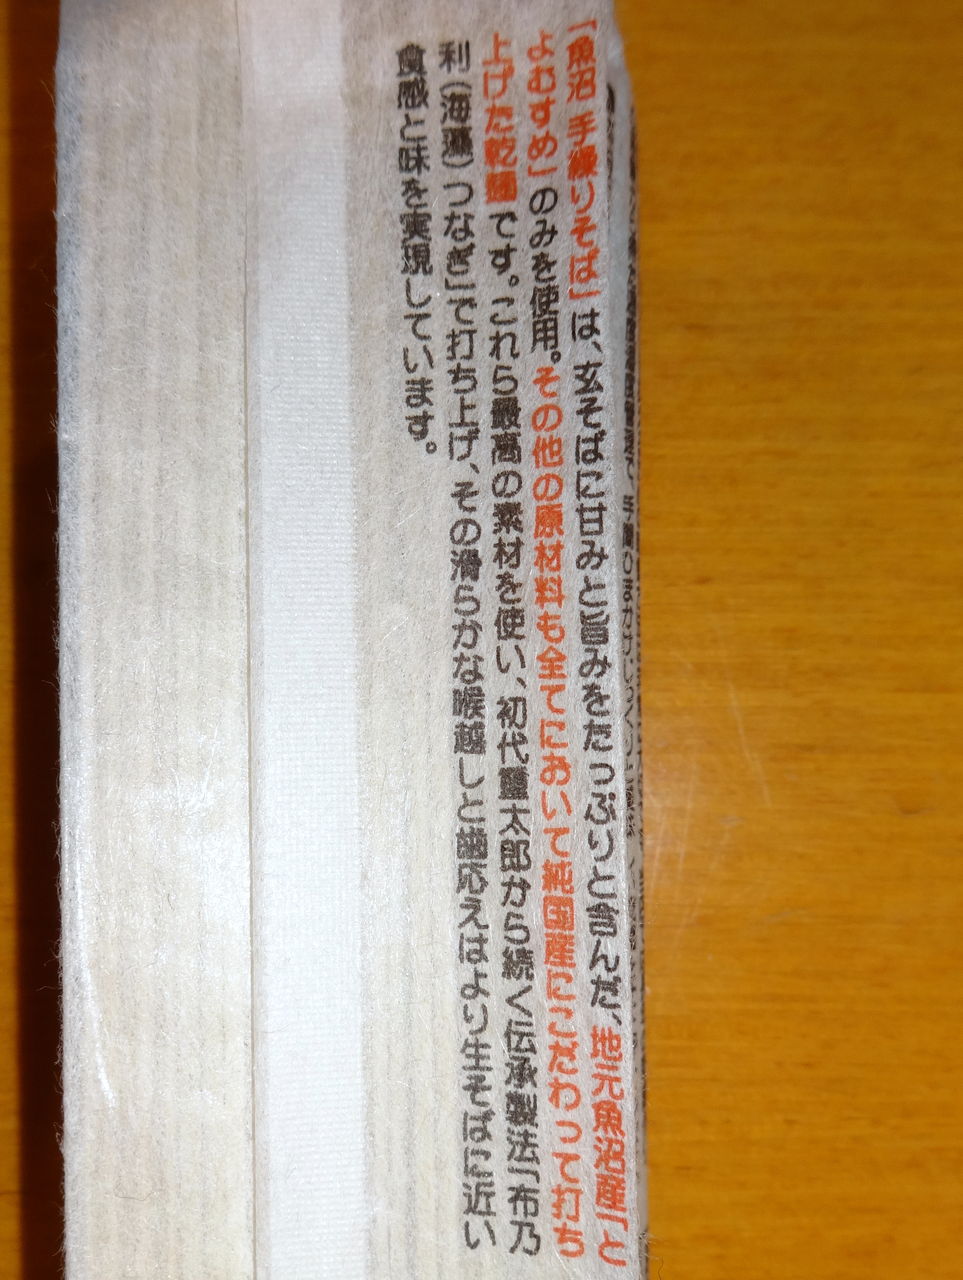 「魚沼 手繰りそば」は、玄そばに甘みと旨みをたっぷりと含んだ、地元魚沼産「と
よむすめ」のみを使用。その他の原材料も全てにおいて純国産にこだわって打ち
上げた乾麺です。これら最高の素材を使い、初代重太郎から続く伝承製法「布乃
利(海藻)つなぎ」で打ち上げ、その滑らかな喉越しと歯応えはより生そばに近い
食感と味を実現しています。